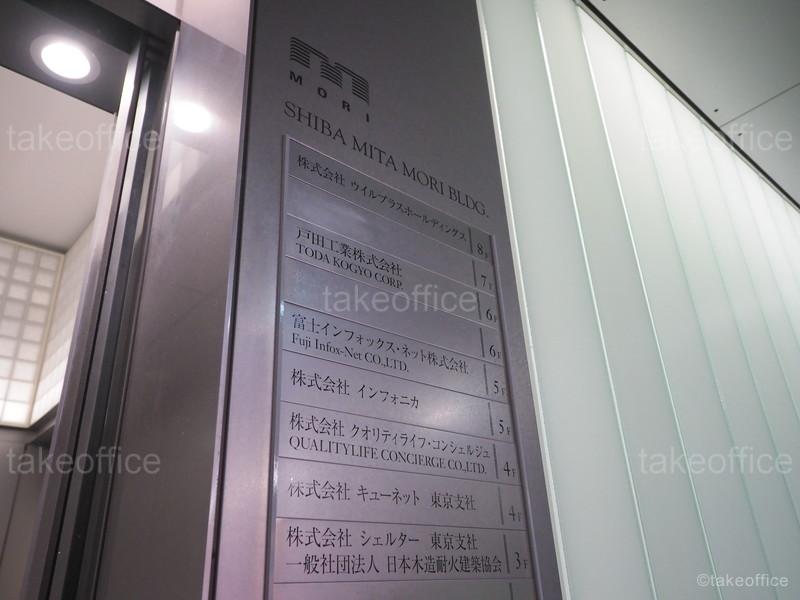 MORI
SHIBA MITA MORI BLDG.
株式会社 ウイルプラスホールディングス 8F
7F
戸田工業株式会社
TODA KOGYO CORP. 6F
6F
富士インフォックス・ネット株式会社
Fuji Infox-Net CO.,LTD. 5F
株式会社 インフォニカ 5F
株式会社 クオリティライフ・コンシェルジュ
QUALITYLIFE CONCIERGE CO.,LTD. 4F
株式会社 キューネット 東京支社 4F
株式会社 シェルター 東京支社
一般社団法人 日本木造耐火建築協会 3F
takeoffice
takeoffice
takeoffice
takeoffice
takeoffice
©takeoffice